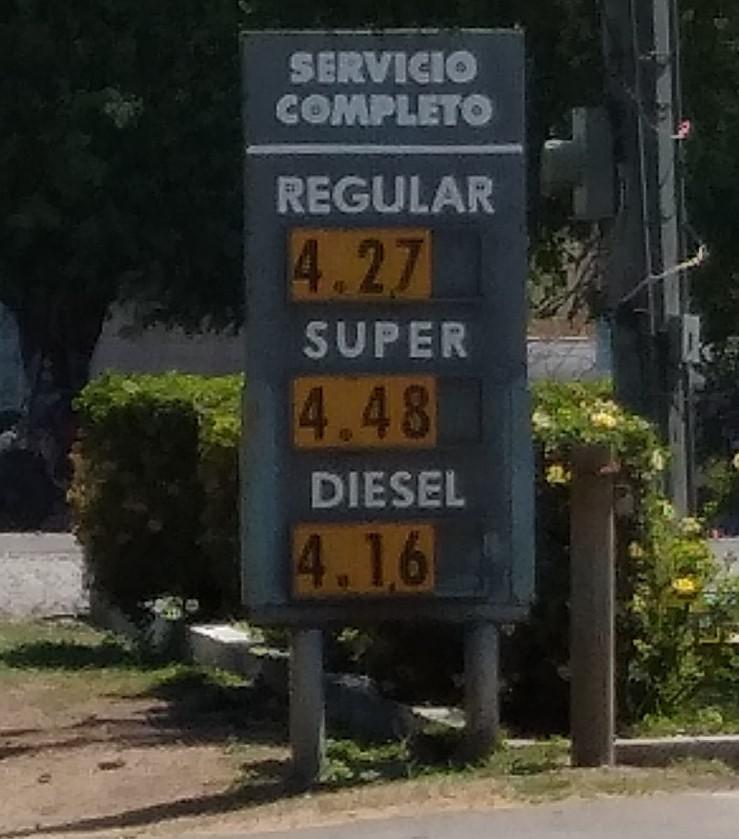 SERVICIO
COMPLETO
REGULAR
4.27
SUPER
4.48
DIESEL
4.16